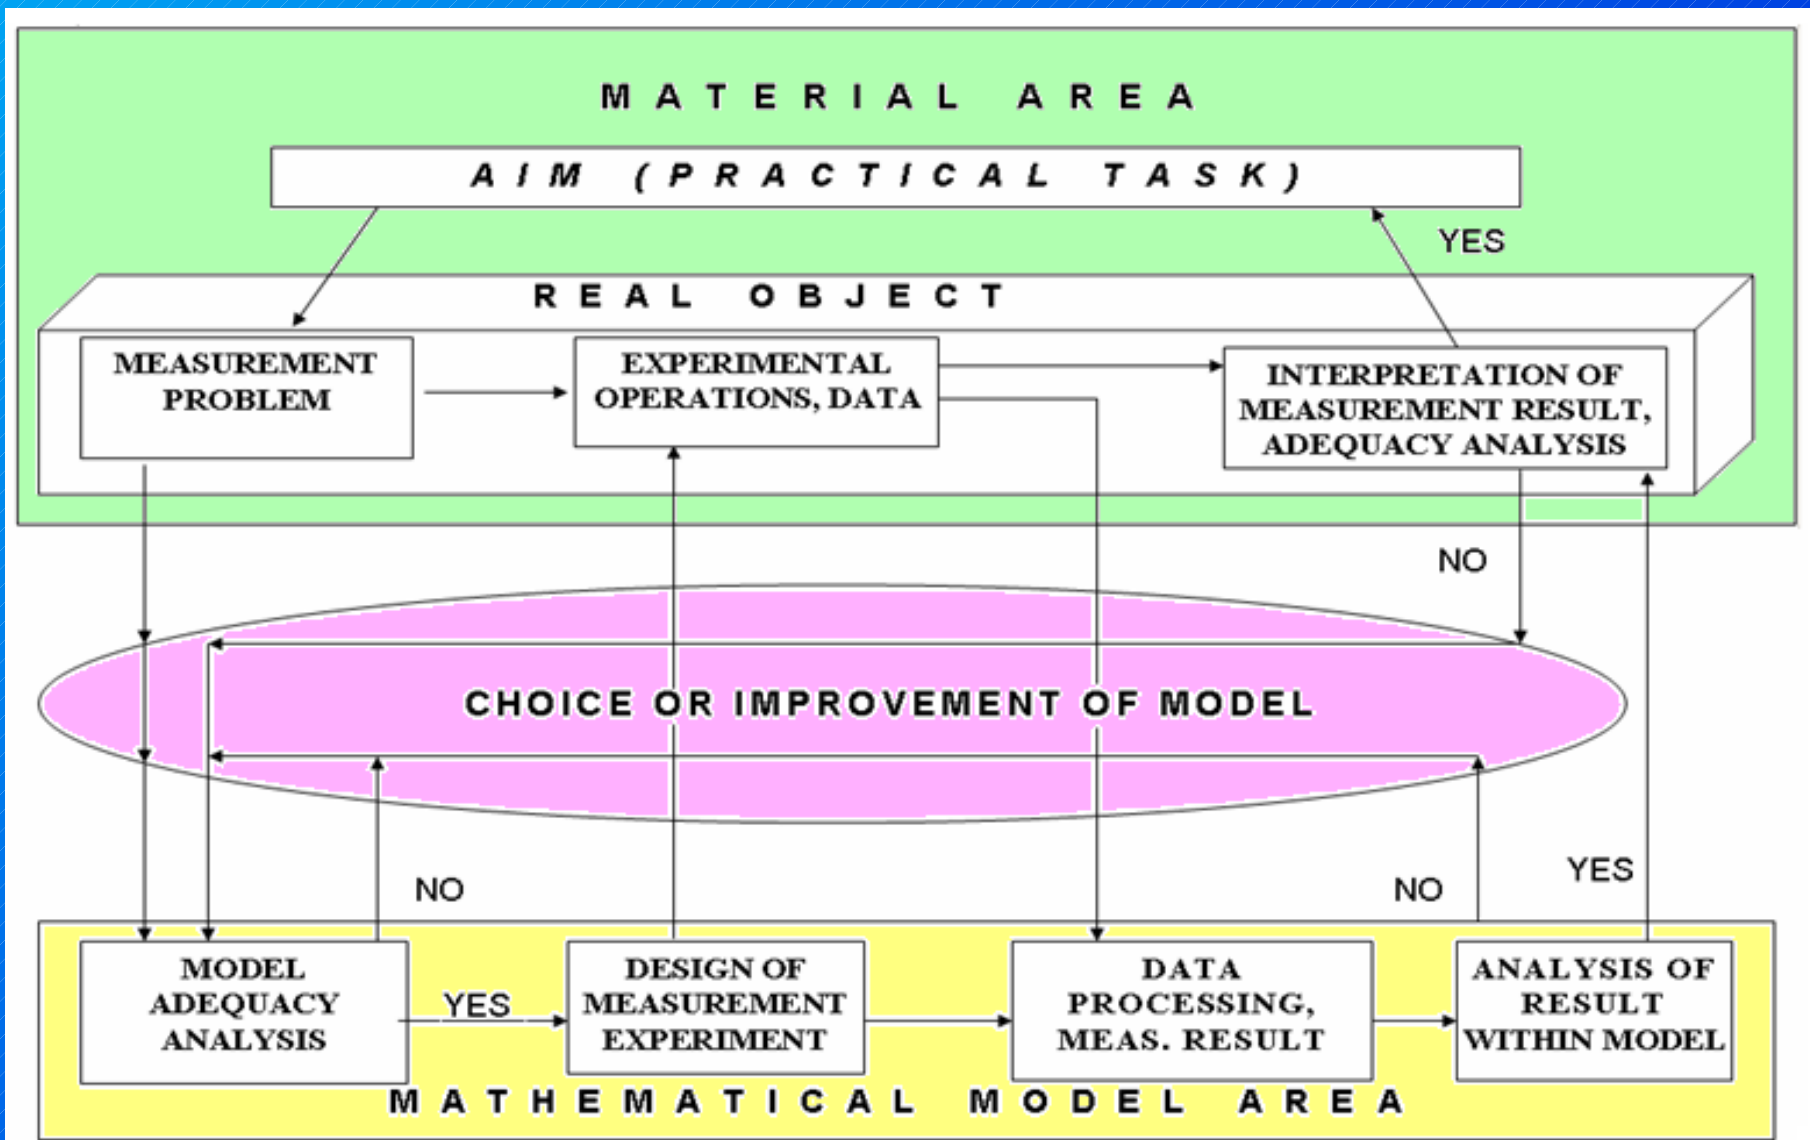 MATERIAL AREA
AIM (PRACTICAL TASK)
YES
REAL OBJECT
MEASUREMENT
PROBLEM
EXPERIMENTAL
OPERATIONS, DATA
INTERPRETATION OF
MEASUREMENT RESULT,
ADEQUACY ANALYSIS
NO
CHOICE OR IMPROVEMENT OF MODEL
NO
NO
YES
MODEL
ADEQUACY
ANALYSIS
YES
DESIGN OF
MEASUREMENT
EXPERIMENT
DATA
PROCESSING,
MEAS. RESULT
ANALYSIS OF
RESULT
WITHIN MODEL
MATHEMATICAL MODEL AREA